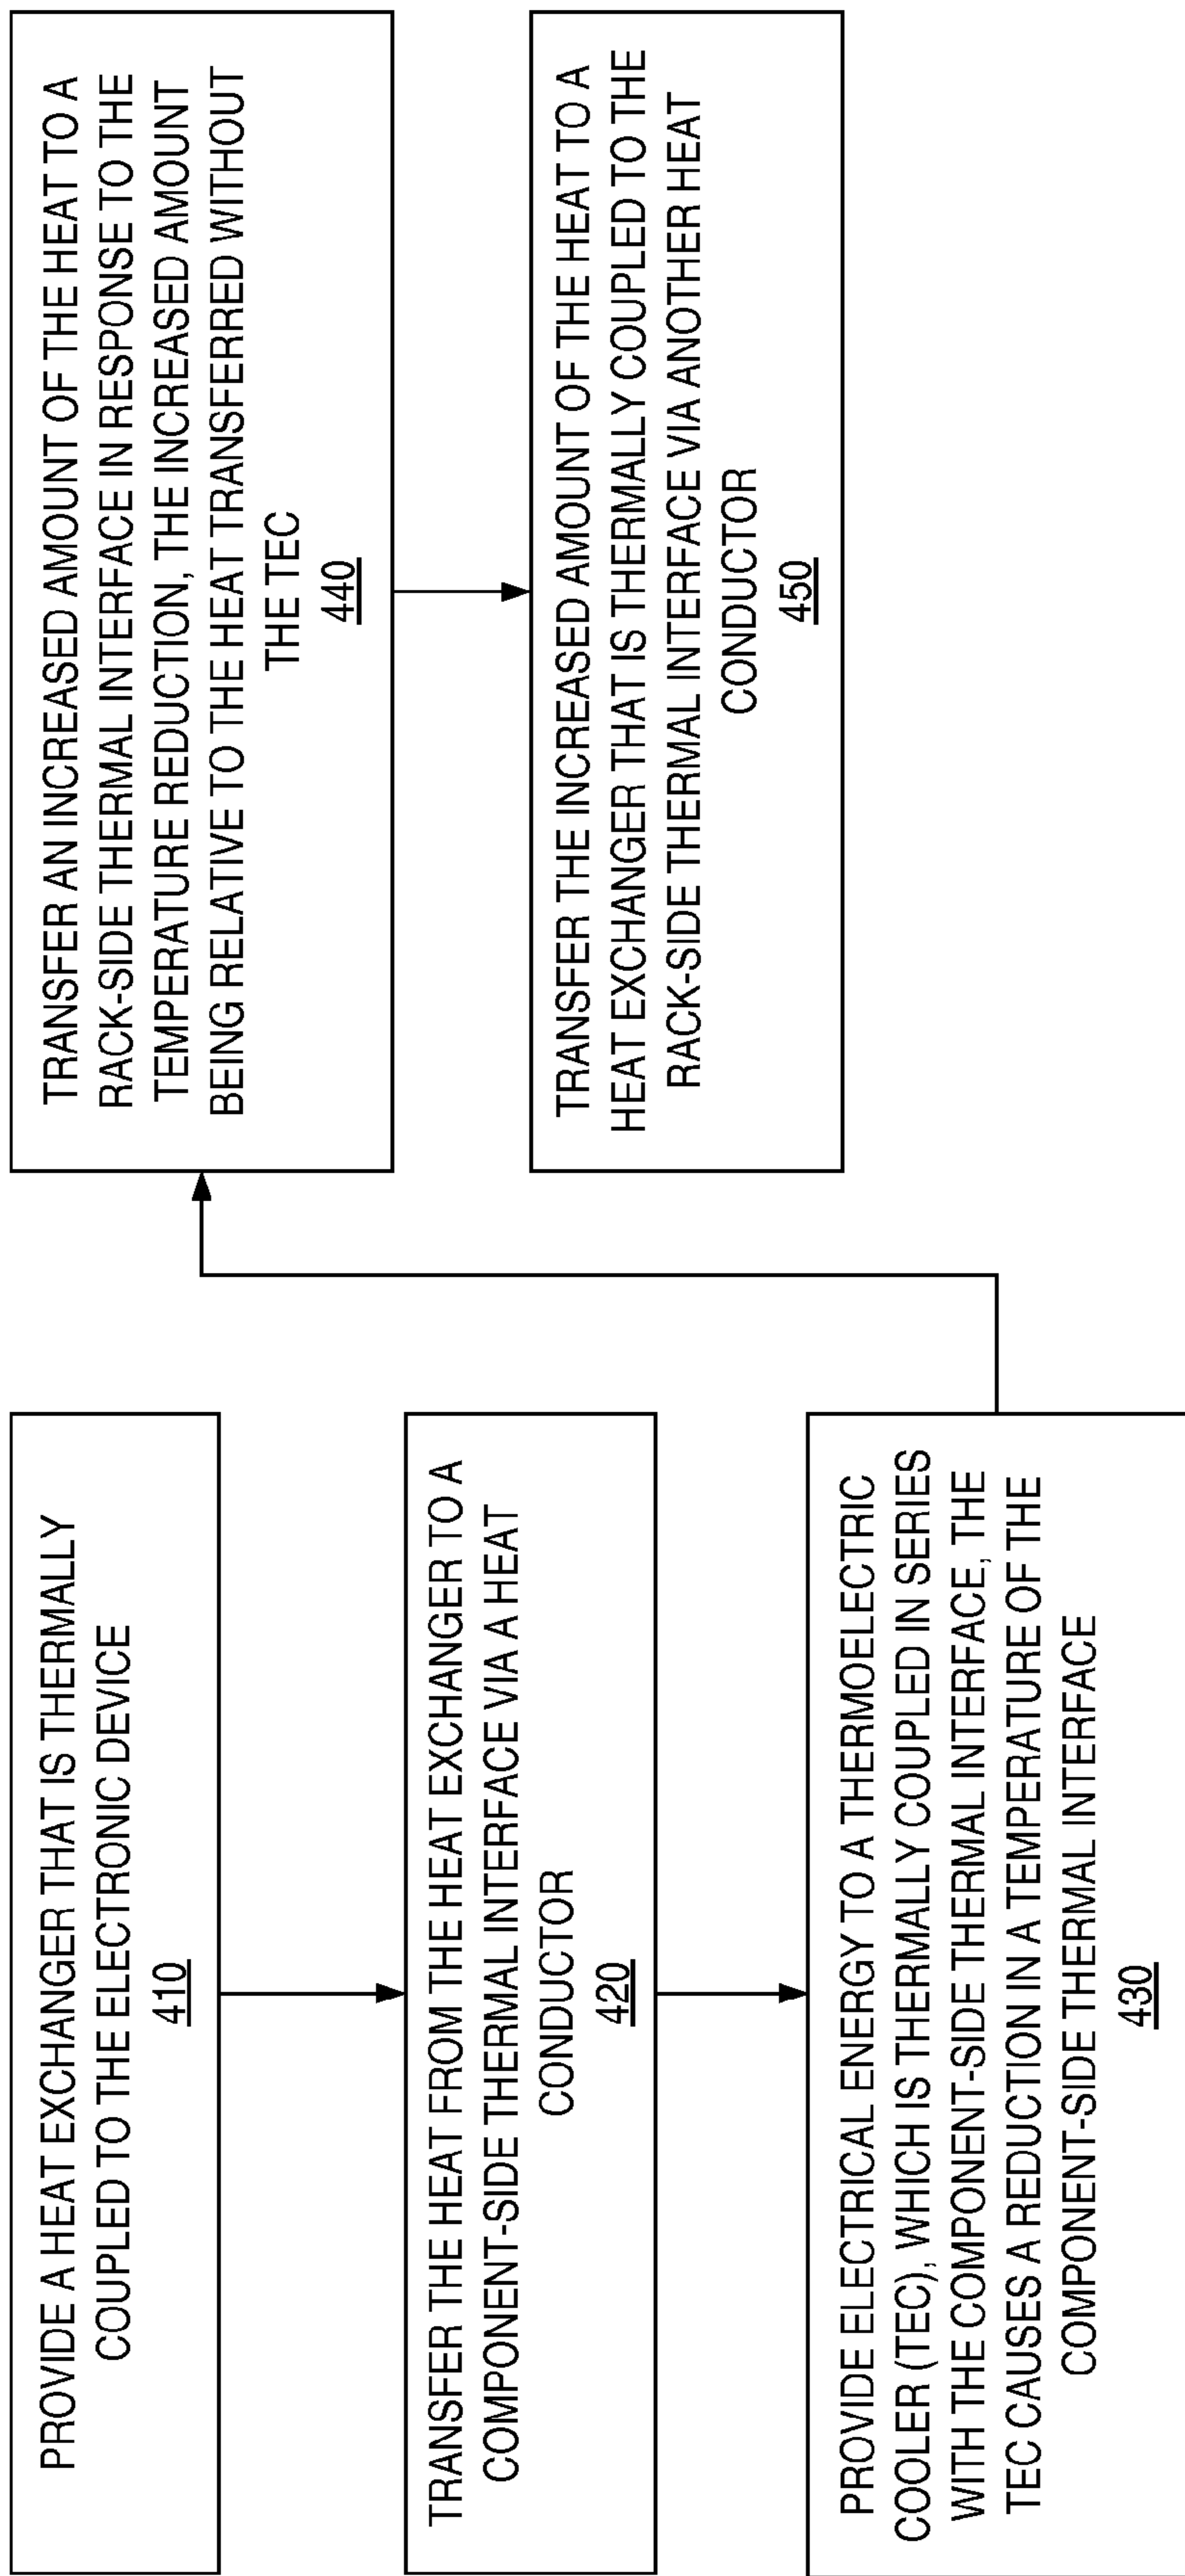 PROVIDE A HEAT EXCHANGER THAT IS THERMALLY
COUPLED TO THE ELECTRONIC DEVICE
410
TRANSFER THE HEAT FROM THE HEAT EXCHANGER TO A
COMPONENT-SIDE THERMAL INTERFACE VIA A HEAT
CONDUCTOR
420
PROVIDE ELECTRICAL ENERGY TO A THERMOELECTRIC
COOLER (TEC), WHICH IS THERMALLY COUPLED IN SERIES
WITH THE COMPONENT-SIDE THERMAL INTERFACE, THE
TEC CAUSES A REDUCTION IN A TEMPERATURE OF THE
COMPONENT-SIDE THERMAL INTERFACE
430
TRANSFER AN INCREASED AMOUNT OF THE HEAT TO A
RACK-SIDE THERMAL INTERFACE IN RESPONSE TO THE
TEMPERATURE REDUCTION, THE INCREASED AMOUNT
BEING RELATIVE TO THE HEAT TRANSFERRED WITHOUT
THE TEC
440
TRANSFER THE INCREASED AMOUNT OF THE HEAT TO A
HEAT EXCHANGER THAT IS THERMALLY COUPLED TO THE
RACK-SIDE THERMAL INTERFACE VIA ANOTHER HEAT
CONDUCTOR
450